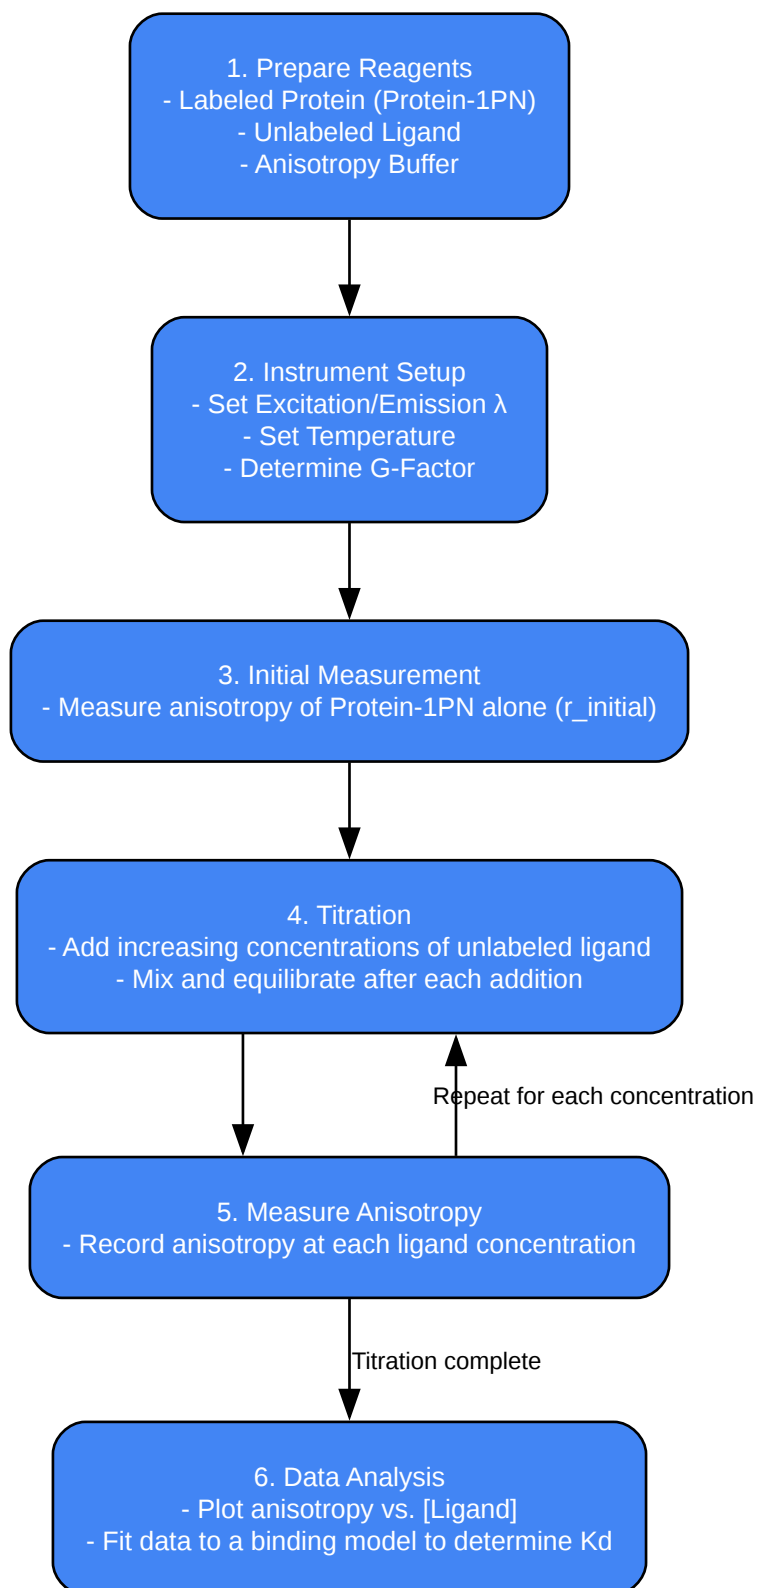 1. Prepare Reagents
- Labeled Protein (Protein-1PN)
- Unlabeled Ligand
- Anisotropy Buffer
2. Instrument Setup
- Set Excitation/Emission λ
- Set Temperature
- Determine G-Factor
3. Initial Measurement
- Measure anisotropy of Protein-1PN alone (r_initial)
4. Titration
- Add increasing concentrations of unlabeled ligand
- Mix and equilibrate after each addition
Repeat for each concentration
5. Measure Anisotropy
- Record anisotropy at each ligand concentration
Titration complete
6. Data Analysis
- Plot anisotropy vs. [Ligand]
- Fit data to a binding model to determine Kd